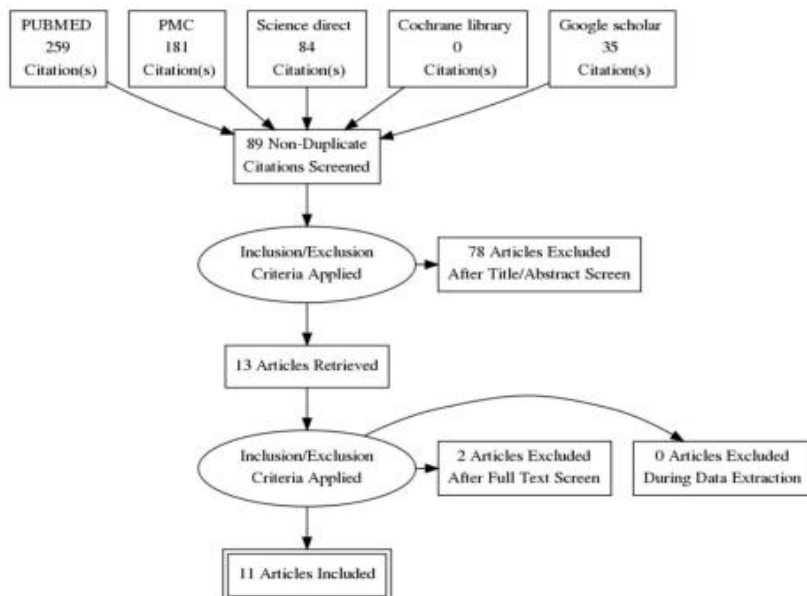 PUBMED
259
Citation(s)
PMC
181
Citation(s)
Science direct
84
Citation(s)
Cochrane library
0
Citation(s)
Google scholar
35
Citation(s)
89 Non-Duplicate
Citations Screened
Inclusion/Exclusion
Criteria Applied
78 Articles Excluded
After Title/Abstract Screen
13 Articles Retrieved
Inclusion/Exclusion
Criteria Applied
2 Articles Excluded
After Full Text Screen
0 Articles Excluded
During Data Extraction
11 Articles Included